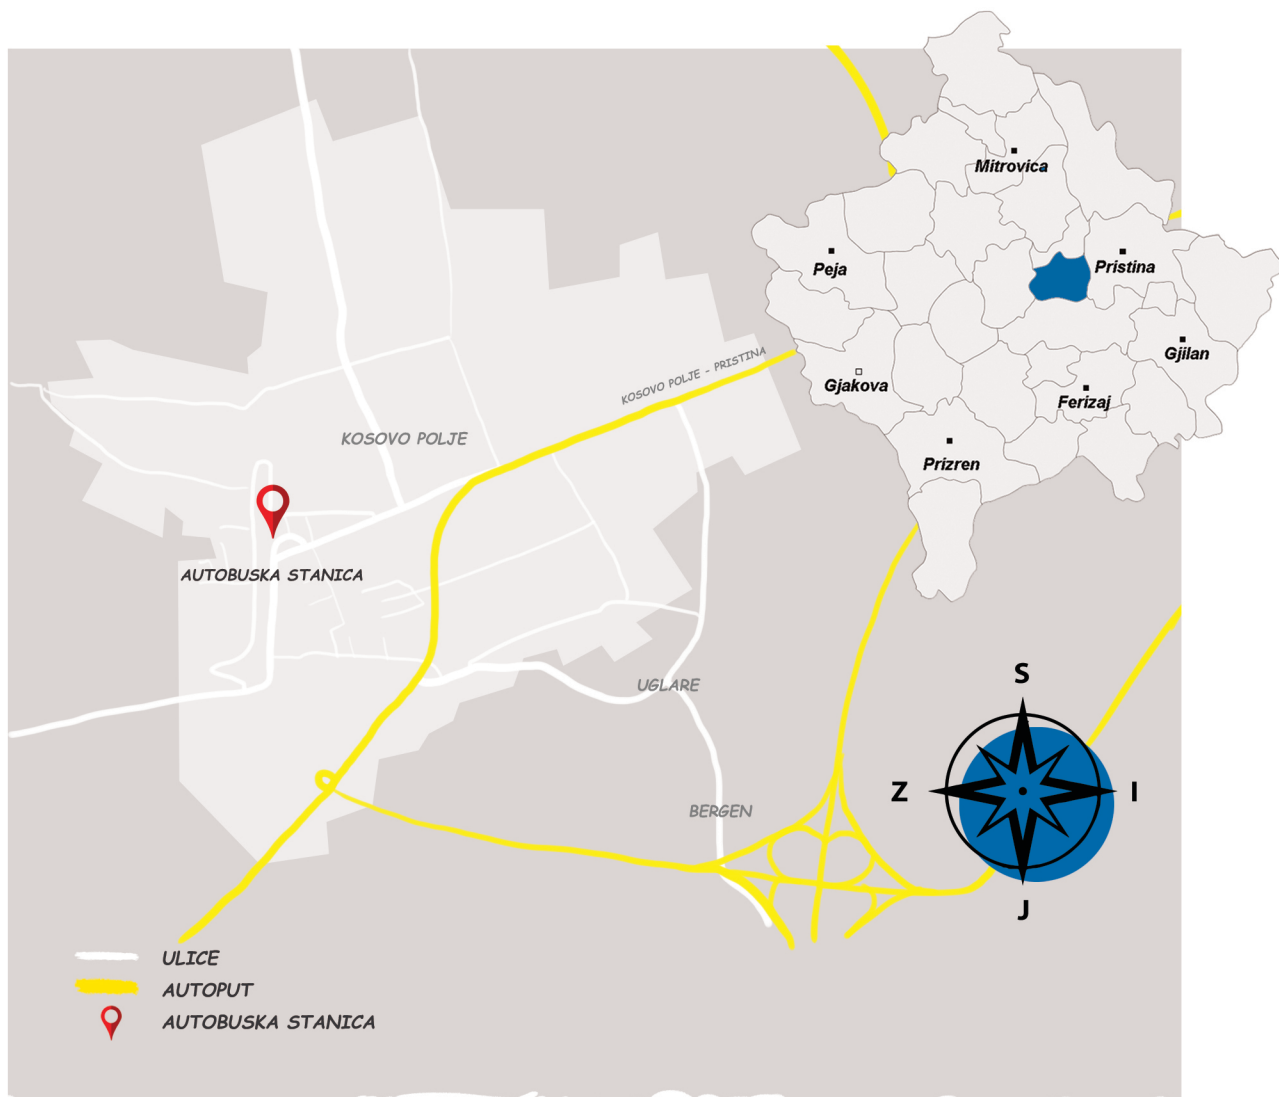 Mitrovica
Peja
Pristina
Gjilan
Gjakova
Ferizaj
Prizren
KOSOVO POLJE - PRISTINA
KOSOVO POLJE
AUTOBUSKA STANICA
UGLARE
BERGEN
S
Z
I
J
ULICE
AUTOPUT
AUTOBUSKA STANICA